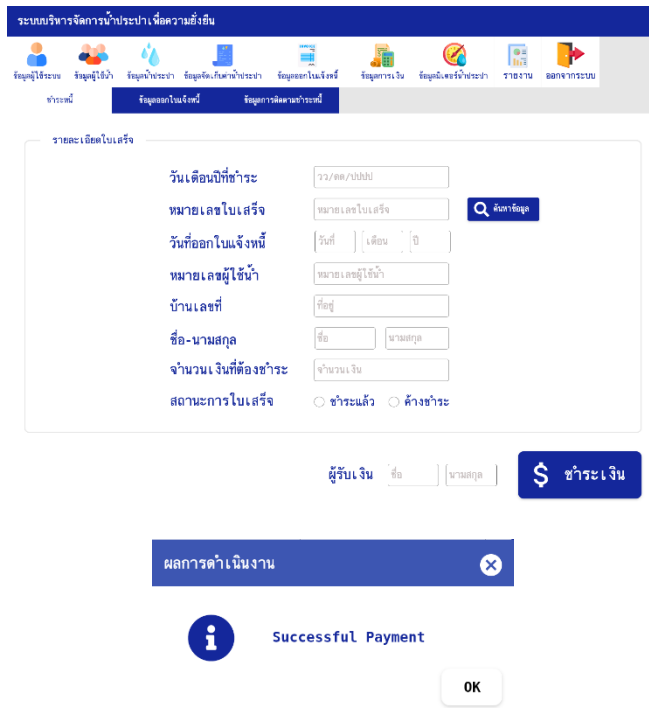 ระบบบริหารจัดการน้ำประปาเพื่อความยั่งยืน
ข้อมูลผู้ใช้ระบบ ข้อมูลผู้ใช้น้ำ ข้อมูลน้ำประปา ข้อมูลจัดเก็บค่าน้ำประปา ข้อมูลออกใบแจ้งหนี้ ข้อมูลการเงิน ข้อมูลมิเตอร์น้ำประปา รายงาน ออกจากระบบ
ชำระหนี้ ข้อมูลออกใบแจ้งหนี้ ข้อมูลการติดตามชำระหนี้
รายละเอียดใบเสร็จ
วันเดือนปีที่ชำระ วว/ดด/ปปปป
หมายเลขใบเสร็จ หมายเลขใบเสร็จ ค้นหาข้อมูล
วันที่ออกใบแจ้งหนี้ วันที่ เดือน ปี
หมายเลขผู้ใช้น้ำ หมายเลขผู้ใช้น้ำ
บ้านเลขที่ ที่อยู่
ชื่อ-นามสกุล ชื่อ นามสกุล
จำนวนเงินที่ต้องชำระ จำนวนเงิน
สถานะการใบเสร็จ ชำระแล้ว ค้างชำระ
ผู้รับเงิน ชื่อ นามสกุล $ ชำระเงิน
ผลการดำเนินงาน
Successful Payment
OK